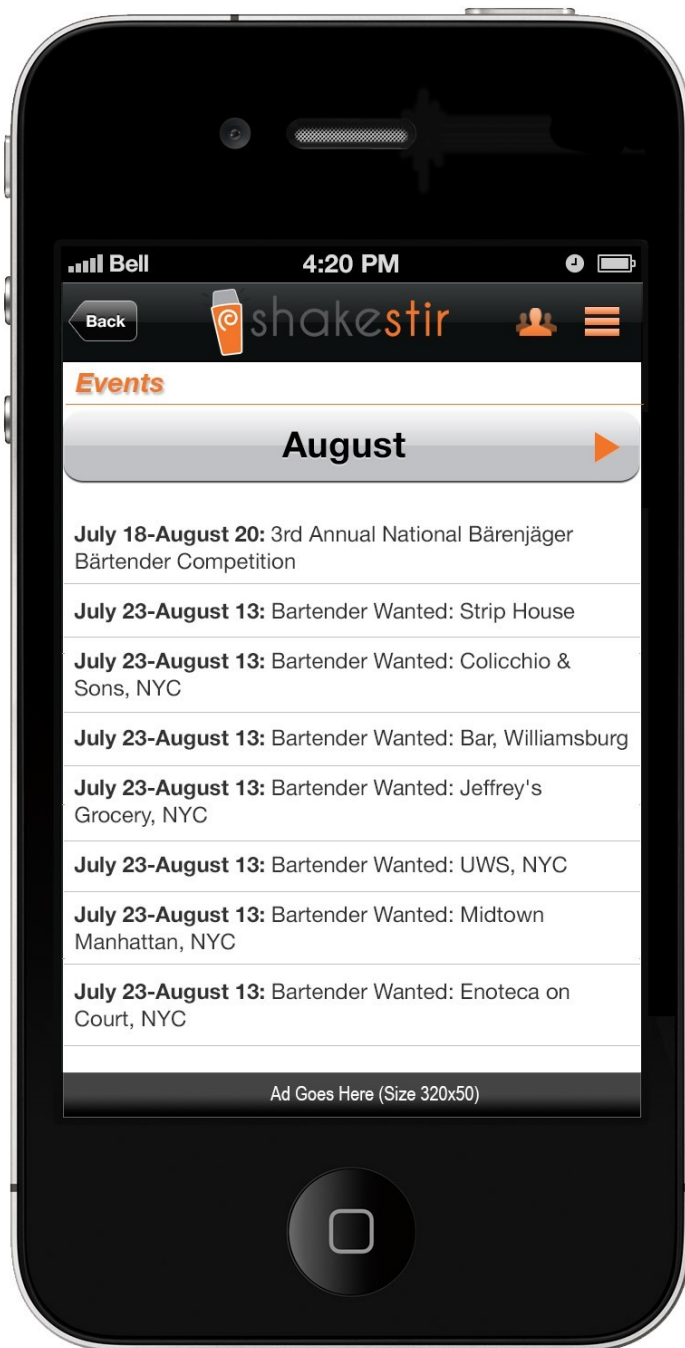 Bell 4:20 PM
Back shakestir
Events
August
July 18-August 20: 3rd Annual National Bärenjäger
Bärtender Competition
July 23-August 13: Bartender Wanted: Strip House
July 23-August 13: Bartender Wanted: Colicchio &
Sons, NYC
July 23-August 13: Bartender Wanted: Bar, Williamsburg
July 23-August 13: Bartender Wanted: Jeffrey's
Grocery, NYC
July 23-August 13: Bartender Wanted: UWS, NYC
July 23-August 13: Bartender Wanted: Midtown
Manhattan, NYC
July 23-August 13: Bartender Wanted: Enoteca on
Court, NYC
Ad Goes Here (Size 320x50)